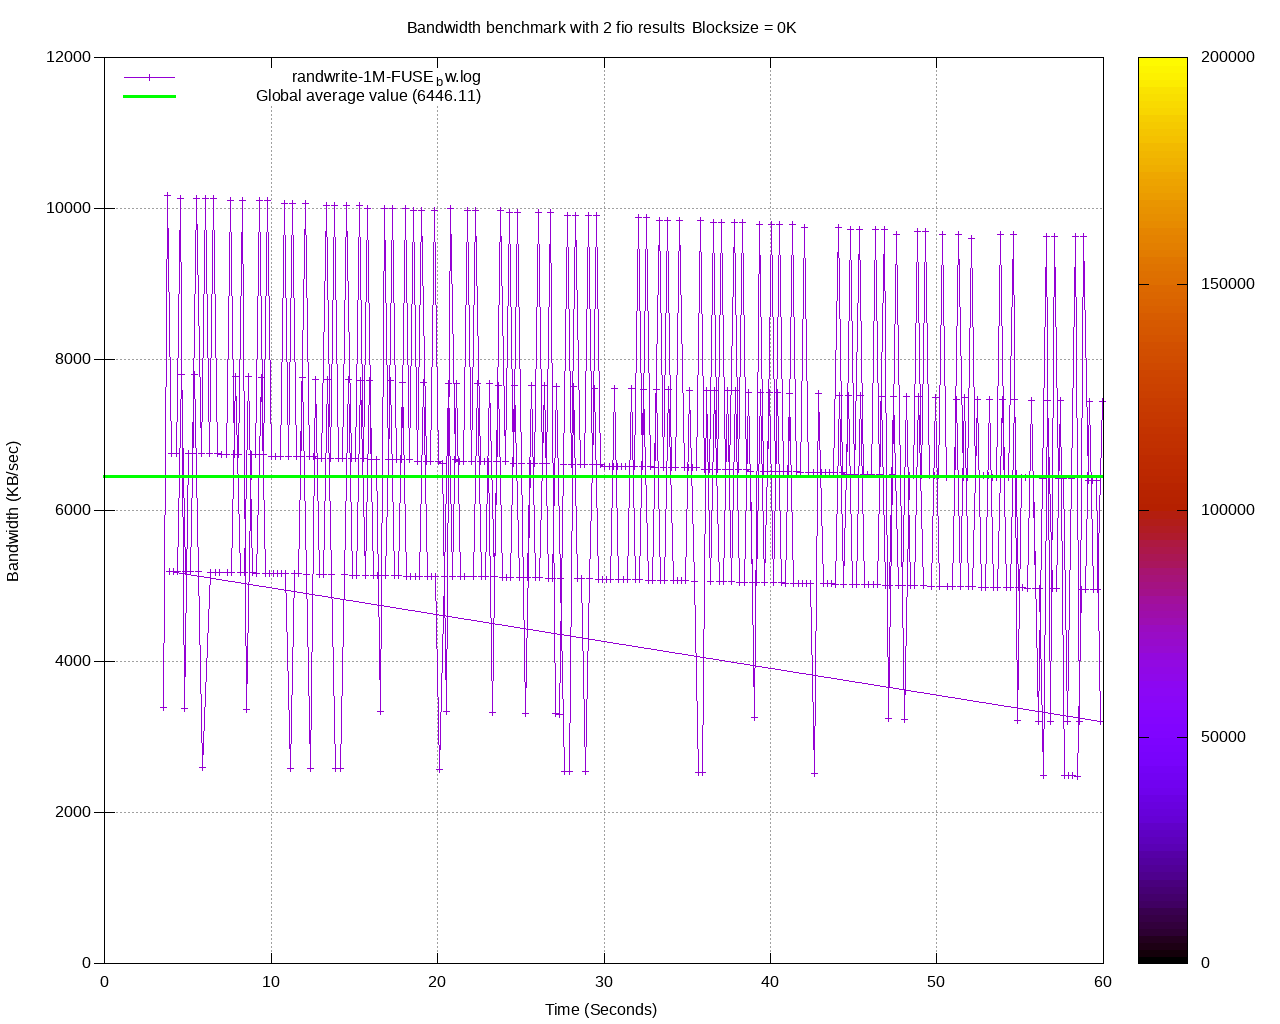 Bandwidth benchmark with 2 fio results Blocksize = 0K
12000
10000
8000
6000
4000
2000
0
Bandwidth (KB/sec)
randwrite-1M-FUSE_bw.log
Global average value (6446.11)
0 10 20 30 40 50 60
Time (Seconds)
200000
150000
100000
50000
0